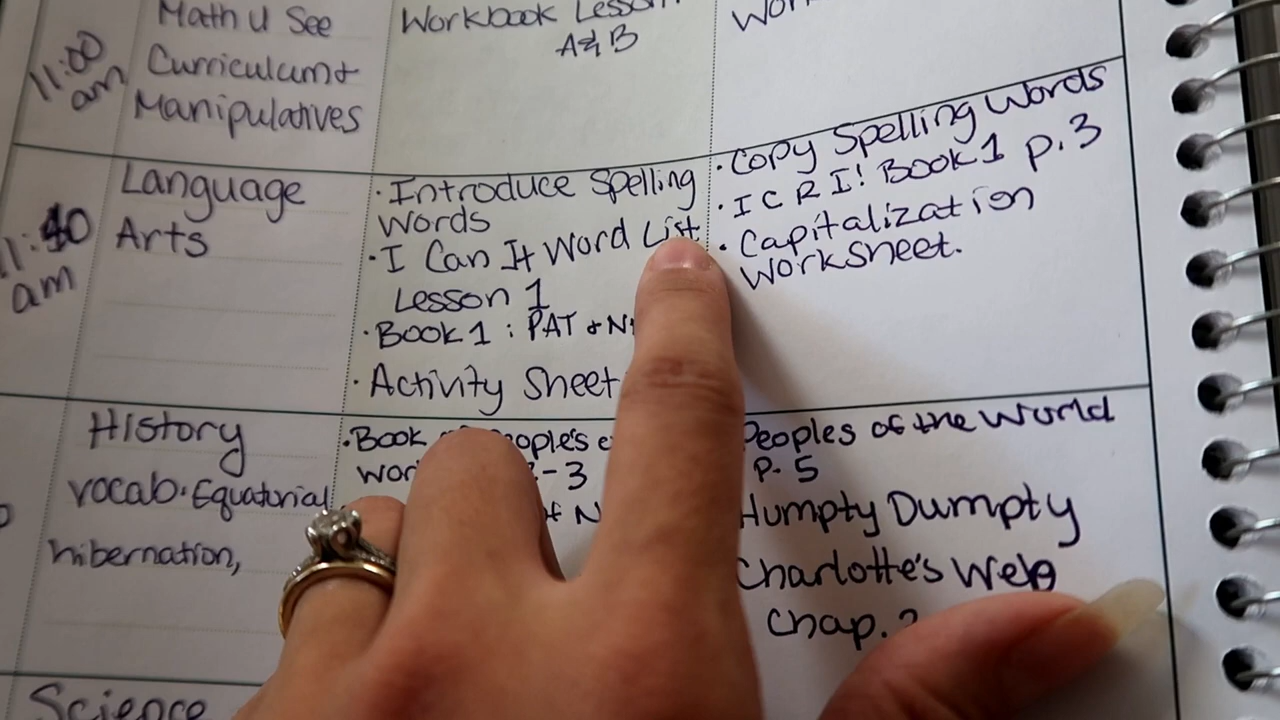 11:00 am
Math U See
Curriculum &
Manipulatives
Workbook Lesson
A & B
11:40 am
Language
Arts
· Introduce Spelling
Words
· I Can It Word List
Lesson 1
· Book 1 : PAT &
· Activity Sheet
· Copy Spelling Words
· I C R I! Book 1 p. 3
· Capitalization
Worksheet.
History
vocab. Equatorial
hibernation,
· Book
-3
Peoples of the World
p. 5
Humpty Dumpty
Charlotte's Web
Chap.
Science